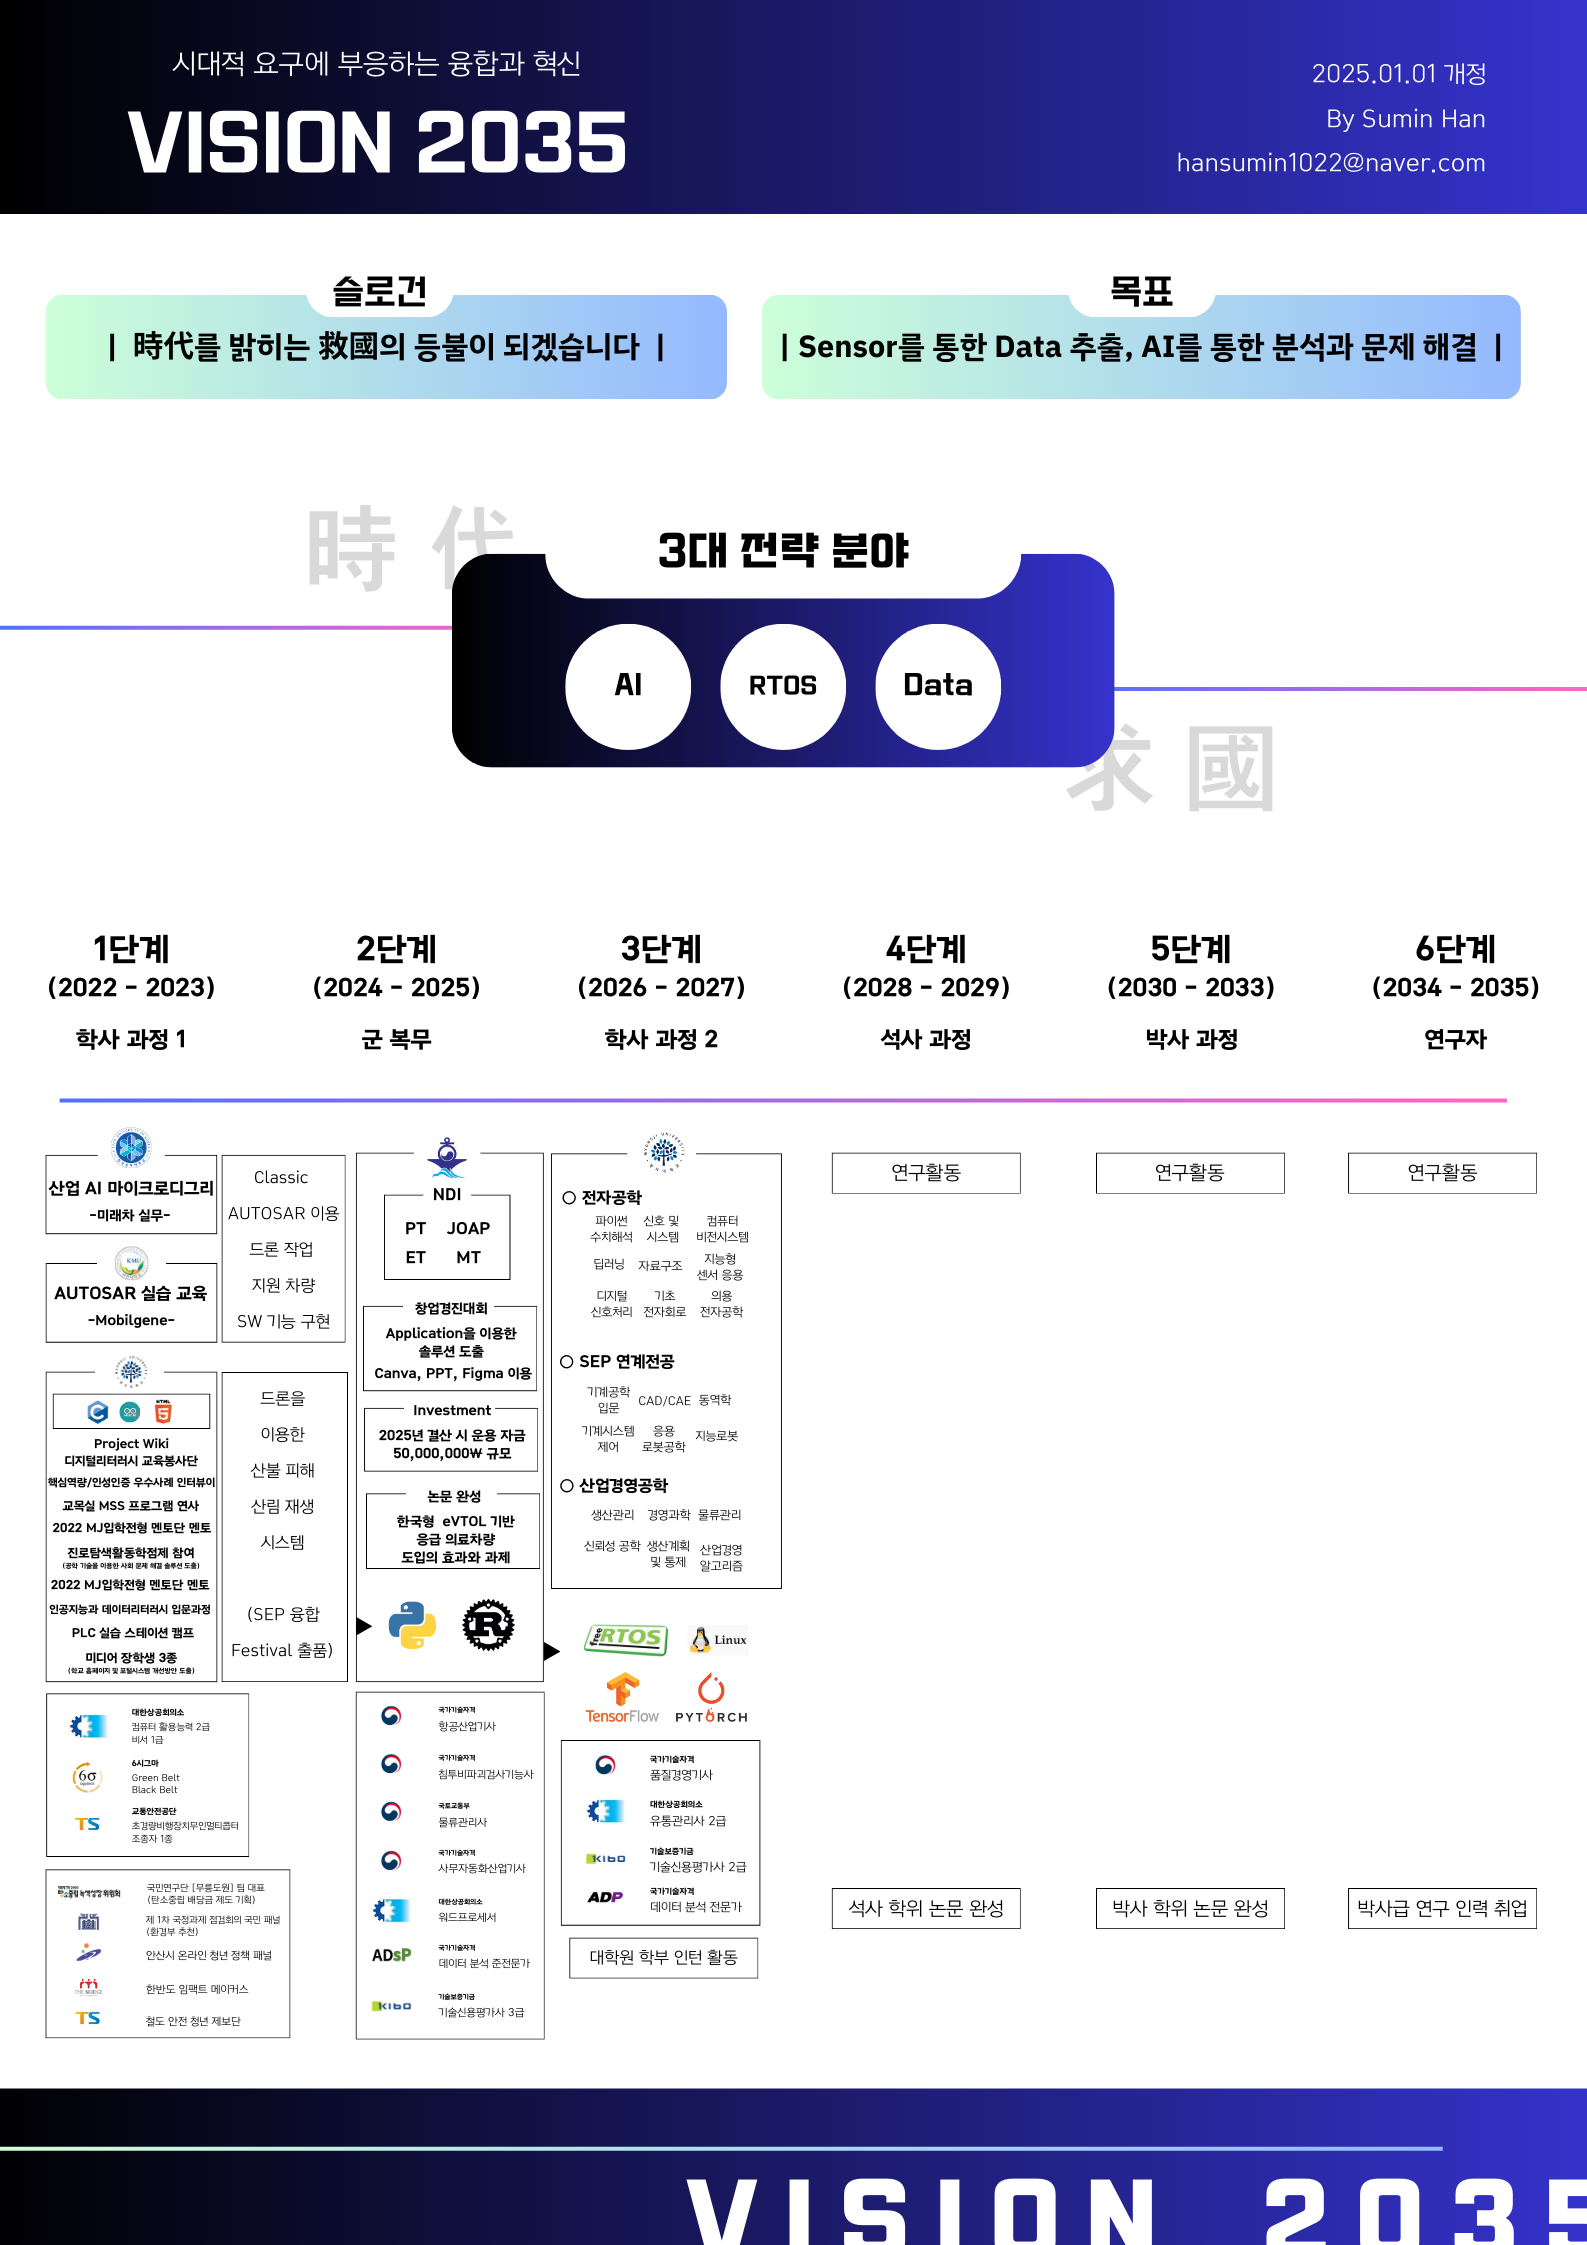 시대적 요구에 부응하는 융합과 혁신
VISION 2035
2025.01.01 개정
By Sumin Han
hansumin1022@naver.com
슬로건
| 時代를 밝히는 救國의 등불이 되겠습니다 |
목표
| Sensor를 통한 Data 추출, AI를 통한 분석과 문제 해결 |
時代
3대 전략 분야
AI
RTOS
Data
國
1단계
(2022 - 2023)
학사 과정 1
2단계
(2024 - 2025)
군 복무
3단계
(2026 - 2027)
학사 과정 2
4단계
(2028 - 2029)
석사 과정
5단계
(2030 - 2033)
박사 과정
6단계
(2034 - 2035)
연구자
산업 AI 마이크로디그리
-미래차 실무-
KMU
AUTOSAR 실습 교육
-Mobilgene-
Classic
AUTOSAR 이용
드론 작업
지원 차량
SW 기능 구현
C
HTML
5
Project Wiki
디지털리터러시 교육봉사단
핵심역량/인성인증 우수사례 인터뷰이
교목실 MSS 프로그램 연사
2022 MJ입학전형 멘토단 멘토
진로탐색활동학점제 참여
(공학 기술을 이용한 사회 문제 해결 솔루션 도출)
2022 MJ입학전형 멘토단 멘토
인공지능과 데이터리터러시 입문과정
PLC 실습 스테이션 캠프
미디어 장학생 3종
(학교 홈페이지 및 포털시스템 개선방안 도출)
드론을
이용한
산불 피해
산림 재생
시스템
(SEP 융합
Festival 출품)
대한상공회의소
컴퓨터 활용능력 2급
비서 1급
6σ
6시그마
Green Belt
Black Belt
TS
교통안전공단
초경량비행장치무인멀티콥터
조종자 1종
탄소중립 녹색성장 위원회
국민연구단 [무릉도원] 팀 대표
(탄소중립 배당금 제도 기획)
제 1차 국정과제 점검회의 국민 패널
(환경부 추천)
안산시 온라인 청년 정책 패널
THE BRIDGE
한반도 임팩트 메이커스
TS
철도 안전 청년 제보단
NDI
PT JOAP
ET MT
창업경진대회
Application을 이용한
솔루션 도출
Canva, PPT, Figma 이용
Investment
2025년 결산 시 운용 자금
50,000,000₩ 규모
논문 완성
한국형 eVTOL 기반
응급 의료차량
도입의 효과와 과제
R
국가기술자격
항공산업기사
국가기술자격
침투비파괴검사기능사
국토교통부
물류관리사
국가기술자격
사무자동화산업기사
대한상공회의소
워드프로세서
ADsP
국가기술자격
데이터 분석 준전문가
KIBO
기술보증기금
기술신용평가사 3급
○ 전자공학
파이썬 수치해석
신호 및 시스템
컴퓨터 비전시스템
딥러닝
자료구조
지능형 센서 응용
디지털 신호처리
기초 전자회로
의용 전자공학
○ SEP 연계전공
기계공학 입문
CAD/CAE
동역학
기계시스템 제어
응용 로봇공학
지능로봇
○ 산업경영공학
생산관리
경영과학
물류관리
신뢰성 공학
생산계획 및 통제
산업경영 알고리즘
freeRTOS
Linux
TensorFlow
PYTORCH
국가기술자격
품질경영기사
대한상공회의소
유통관리사 2급
KIBO
기술보증기금
기술신용평가사 2급
ADP
국가기술자격
데이터 분석 전문가
대학원 학부 인턴 활동
연구활동
석사 학위 논문 완성
연구활동
박사 학위 논문 완성
연구활동
박사급 연구 인력 취업
VISION 2035